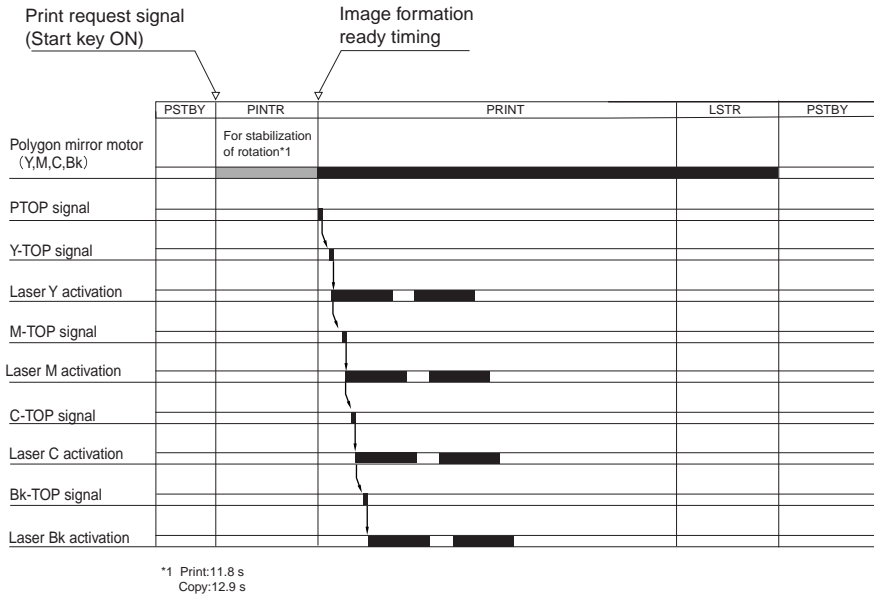 Print request signal
(Start key ON)
Image formation
ready timing
PSTBY PINTR PRINT LSTR PSTBY
Polygon mirror motor
(Y,M,C,Bk)
For stabilization
of rotation*1
PTOP signal
Y-TOP signal
Laser Y activation
M-TOP signal
Laser M activation
C-TOP signal
Laser C activation
Bk-TOP signal
Laser Bk activation
*1 Print:11.8 s
Copy:12.9 s